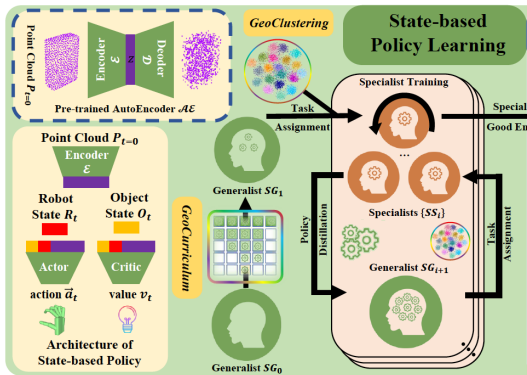 GeoClustering
State-based
Policy Learning
Point Cloud P_{t=0}
Encoder
ℰ
z
Dcoder
𝒟
Pre-trained AutoEncoder 𝒜ℰ
Specialist Training
Task
Assignment
Special
Good En
Point Cloud P_{t=0}
Encoder
ℰ
Robot
State R_t
Object
State O_t
Actor
Critic
action a⃗_t
value v_t
Architecture of
State-based Policy
Generalist SG_1
GeoCurriculum
Generalist SG_0
...
Specialists {SS_i}
Policy
Distillation
Task
Assignment
Generalist SG_{i+1}